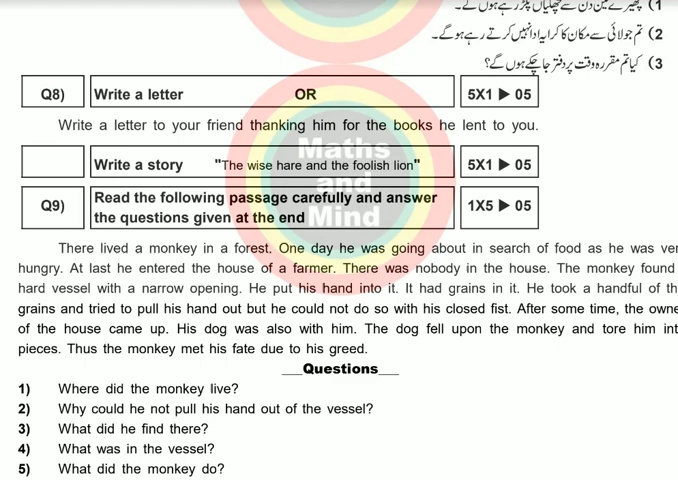 1) پھیرے تین دن سے مچھلیاں پکڑ رہے ہوں گے۔
2) تم جولائی سے مکان کا کرایہ ادا نہیں کرتے رہے ہو گے۔
3) کیا تم مقررہ وقت پر دفتر جا چکے ہوں گے؟
Q8) Write a letter OR 5X1 ▶ 05
Write a letter to your friend thanking him for the books he lent to you.
Write a story "The wise hare and the foolish lion" 5X1 ▶ 05
Q9) Read the following passage carefully and answer 1X5 ▶ 05
the questions given at the end
Maths
and
Mind
There lived a monkey in a forest. One day he was going about in search of food as he was ver
hungry. At last he entered the house of a farmer. There was nobody in the house. The monkey found
hard vessel with a narrow opening. He put his hand into it. It had grains in it. He took a handful of th
grains and tried to pull his hand out but he could not do so with his closed fist. After some time, the owne
of the house came up. His dog was also with him. The dog fell upon the monkey and tore him int
pieces. Thus the monkey met his fate due to his greed.
___Questions___
1) Where did the monkey live?
2) Why could he not pull his hand out of the vessel?
3) What did he find there?
4) What was in the vessel?
5) What did the monkey do?